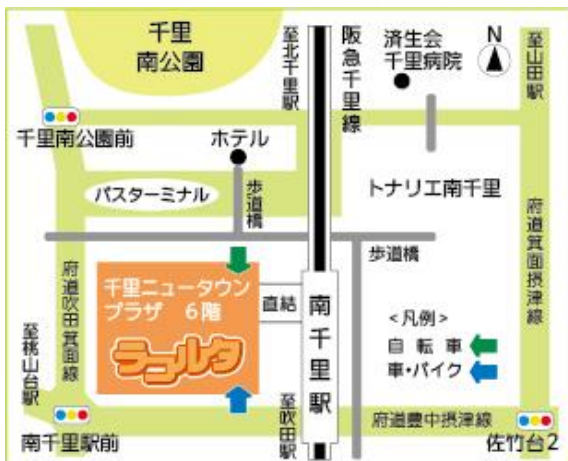 千里
南公園
至北千里駅
阪急千里線
済生会
千里病院
N
至山田駅
千里南公園前
ホテル
バスターミナル
歩道橋
トナリエ南千里
歩道橋
府道箕面摂津線
府道吹田箕面線
千里ニュータウン
プラザ 6階
ラコルタ
直結
南千里駅
<凡例>
自転車
車・バイク
至桃山台駅
至吹田駅
南千里駅前
府道豊中摂津線
佐竹台2